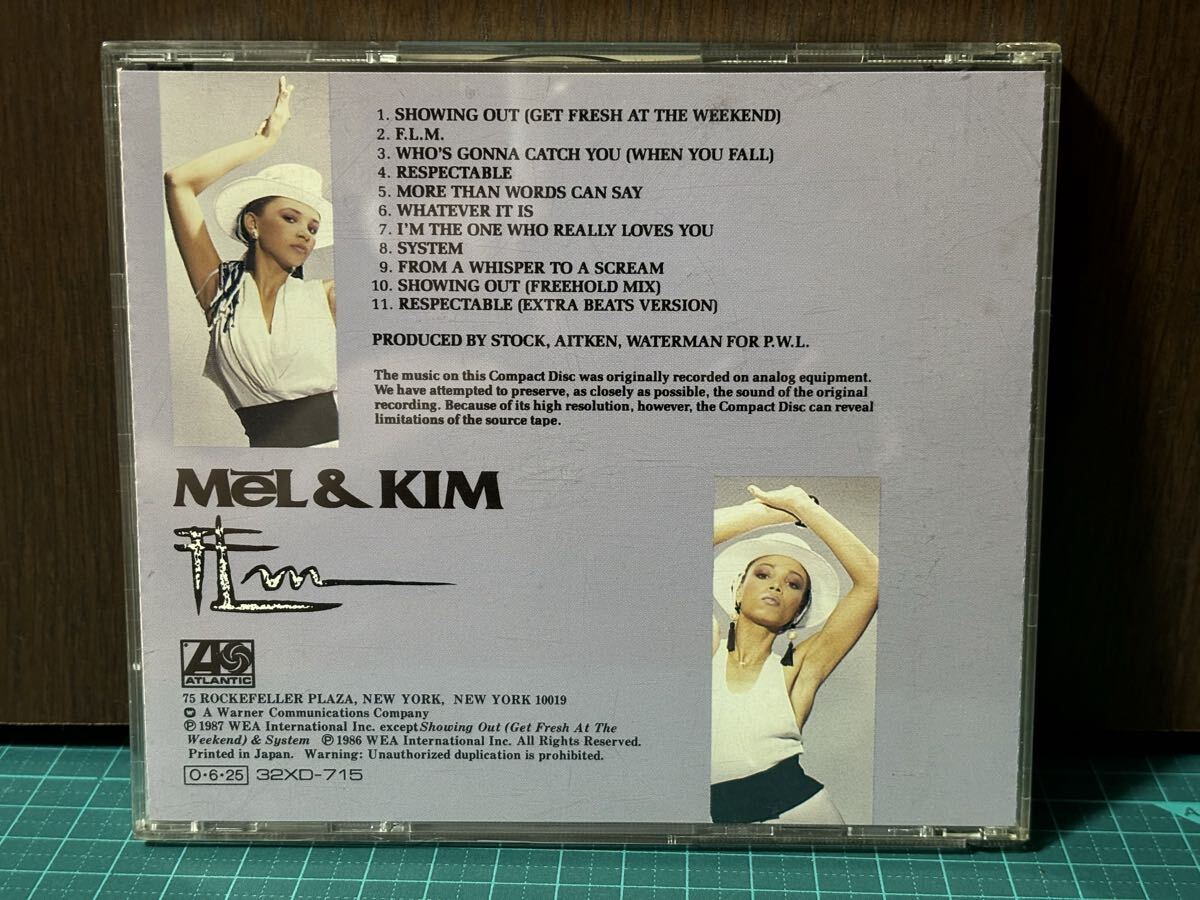 1. SHOWING OUT (GET FRESH AT THE WEEKEND)
2. F.L.M.
3. WHO'S GONNA CATCH YOU (WHEN YOU FALL)
4. RESPECTABLE
5. MORE THAN WORDS CAN SAY
6. WHATEVER IT IS
7. I'M THE ONE WHO REALLY LOVES YOU
8. SYSTEM
9. FROM A WHISPER TO A SCREAM
10. SHOWING OUT (FREEHOLD MIX)
11. RESPECTABLE (EXTRA BEATS VERSION)
PRODUCED BY STOCK, AITKEN, WATERMAN FOR P.W.L.
The music on this Compact Disc was originally recorded on analog equipment.
We have attempted to preserve, as closely as possible, the sound of the original
recording. Because of its high resolution, however, the Compact Disc can reveal
limitations of the source tape.
MēL & KIM
FLM
ATLANTIC
75 ROCKEFELLER PLAZA, NEW YORK, NEW YORK 10019
A Warner Communications Company
℗ 1987 WEA International Inc. except Showing Out (Get Fresh At The
Weekend) & System ℗ 1986 WEA International Inc. All Rights Reserved.
Printed in Japan. Warning: Unauthorized duplication is prohibited.
O·6·25 32XD-715